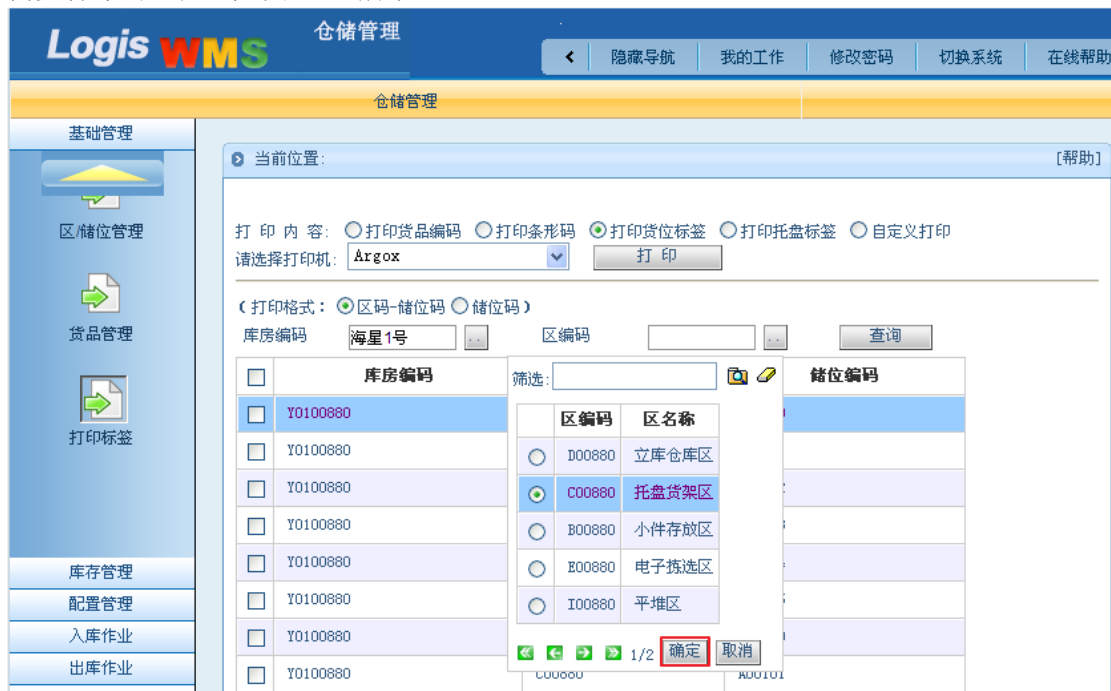 Logis WMS
仓储管理
隐藏导航 我的工作 修改密码 切换系统 在线帮助
仓储管理
基础管理
当前位置: [帮助]
区/储位管理
货品管理
打印标签
库存管理
配置管理
入库作业
出库作业
打 印 内 容: 打印货品编码 打印条形码 打印货位标签 打印托盘标签 自定义打印
请选择打印机: Argox 打 印
(打印格式: 区码-储位码 储位码)
库房编码 海星1号 .. 区编码 .. 查询
库房编码 储位编码
筛选:
区编码 区名称
D00880 立库仓库区
C00880 托盘货架区
B00880 小件存放区
E00880 电子拣选区
I00880 平堆区
1/2 确定 取消
Y0100880
Y0100880
Y0100880
Y0100880
Y0100880
Y0100880
Y0100880
Y0100880 C00880 A00101